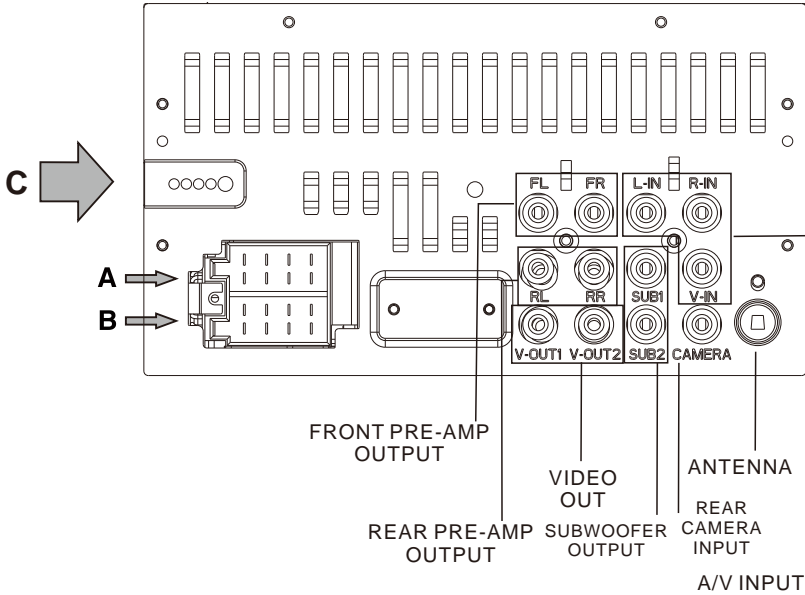 C
FL FR L-IN R-IN
A
B
RL RR SUB1 V-IN
V-OUT1 V-OUT2 SUB2 CAMERA
FRONT PRE-AMP
OUTPUT
REAR PRE-AMP
OUTPUT
VIDEO
OUT
SUBWOOFER
OUTPUT
ANTENNA
REAR
CAMERA
INPUT
A/V INPUT